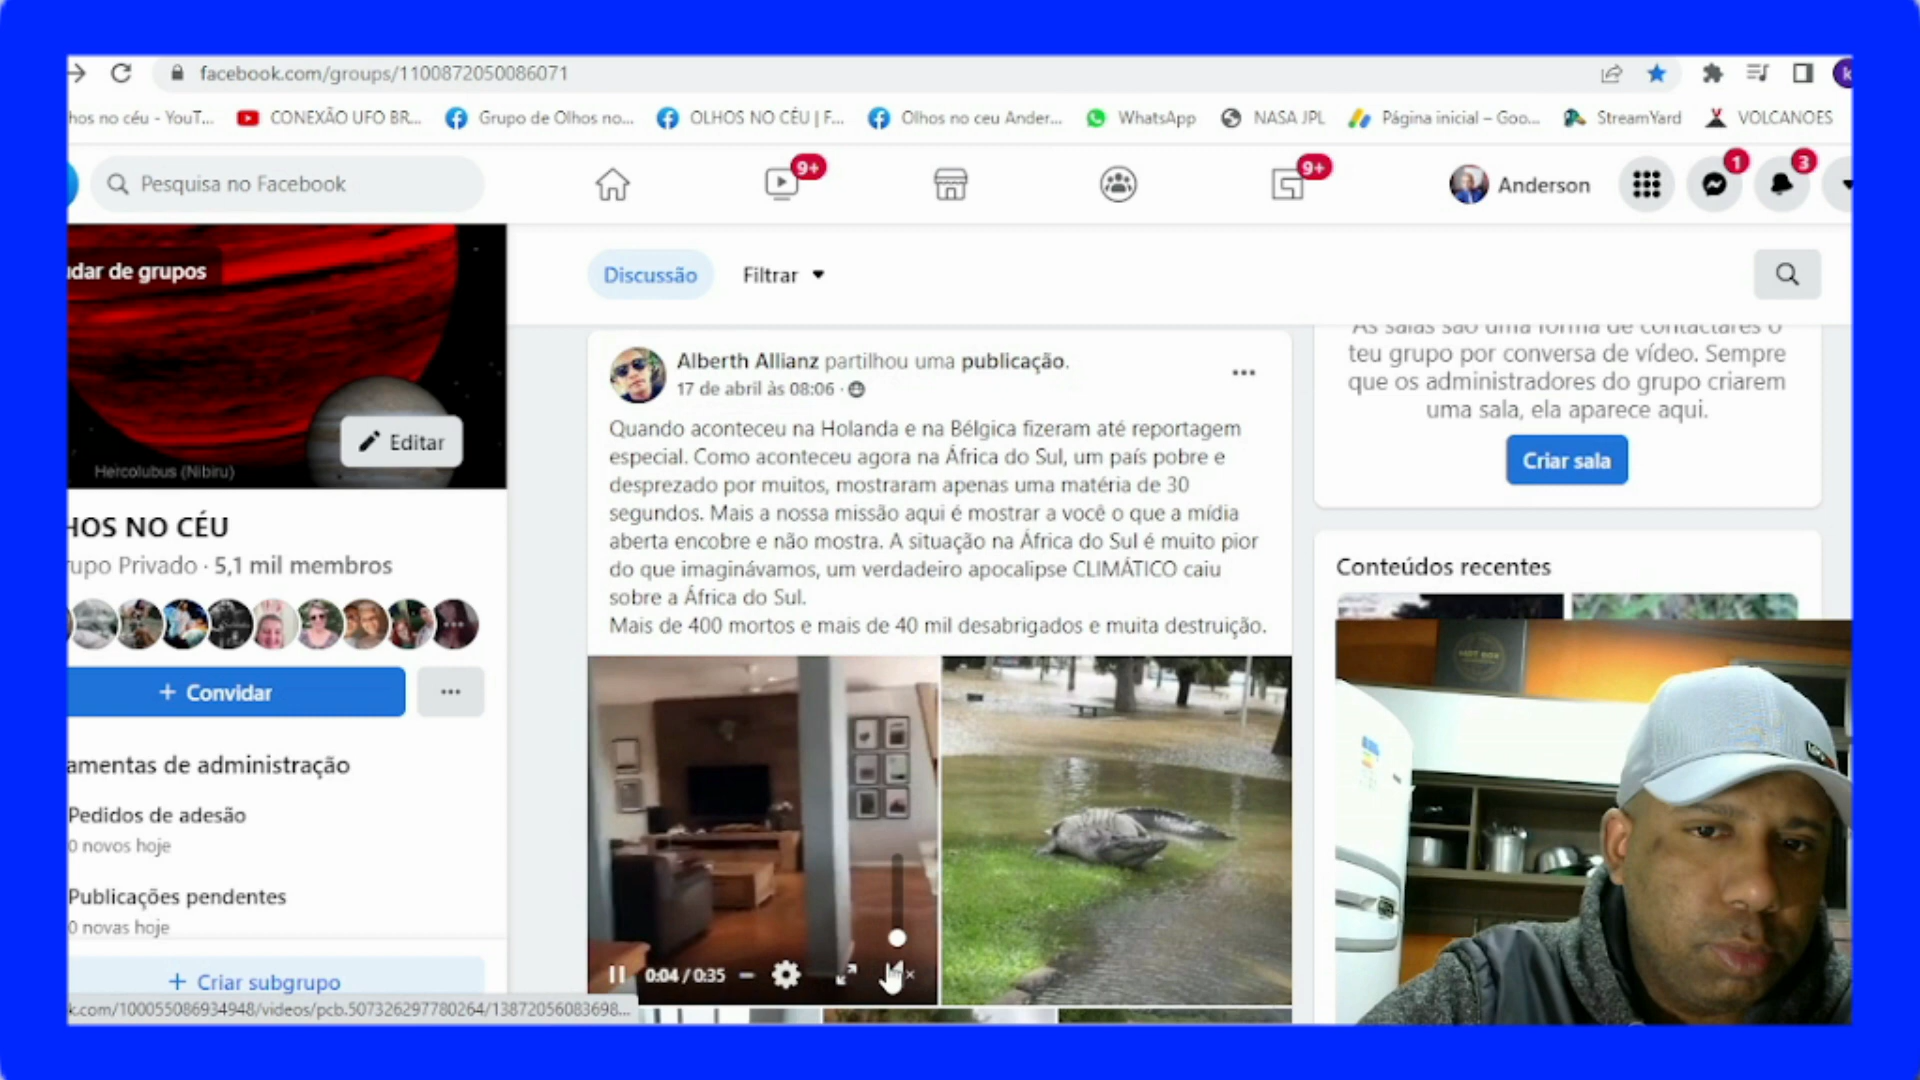 facebook.com/groups/1100872050086071
hos no céu - YouT... CONEXÃO UFO BR... Grupo de Olhos no... OLHOS NO CÉU | F... Olhos no ceu Ander... WhatsApp NASA JPL Página inicial – Goo... StreamYard VOLCANOES
Pesquisa no Facebook 9+ 9+ Anderson 1 3
dar de grupos
Hercolubus (Nibiru)
Editar
HOS NO CÉU
rupo Privado · 5,1 mil membros
+ Convidar
amentas de administração
Pedidos de adesão
0 novos hoje
Publicações pendentes
0 novas hoje
+ Criar subgrupo
k.com/100055086934948/videos/pcb.507326297780264/13872056083698...
Discussão Filtrar
Alberth Allianz partilhou uma publicação.
17 de abril às 08:06 ·
Quando aconteceu na Holanda e na Bélgica fizeram até reportagem
especial. Como aconteceu agora na África do Sul, um país pobre e
desprezado por muitos, mostraram apenas uma matéria de 30
segundos. Mais a nossa missão aqui é mostrar a você o que a mídia
aberta encobre e não mostra. A situação na África do Sul é muito pior
do que imaginávamos, um verdadeiro apocalipse CLIMÁTICO caiu
sobre a África do Sul.
Mais de 400 mortos e mais de 40 mil desabrigados e muita destruição.
0:04 / 0:35
As salas são uma forma de contactares o
teu grupo por conversa de vídeo. Sempre
que os administradores do grupo criarem
uma sala, ela aparece aqui.
Criar sala
Conteúdos recentes